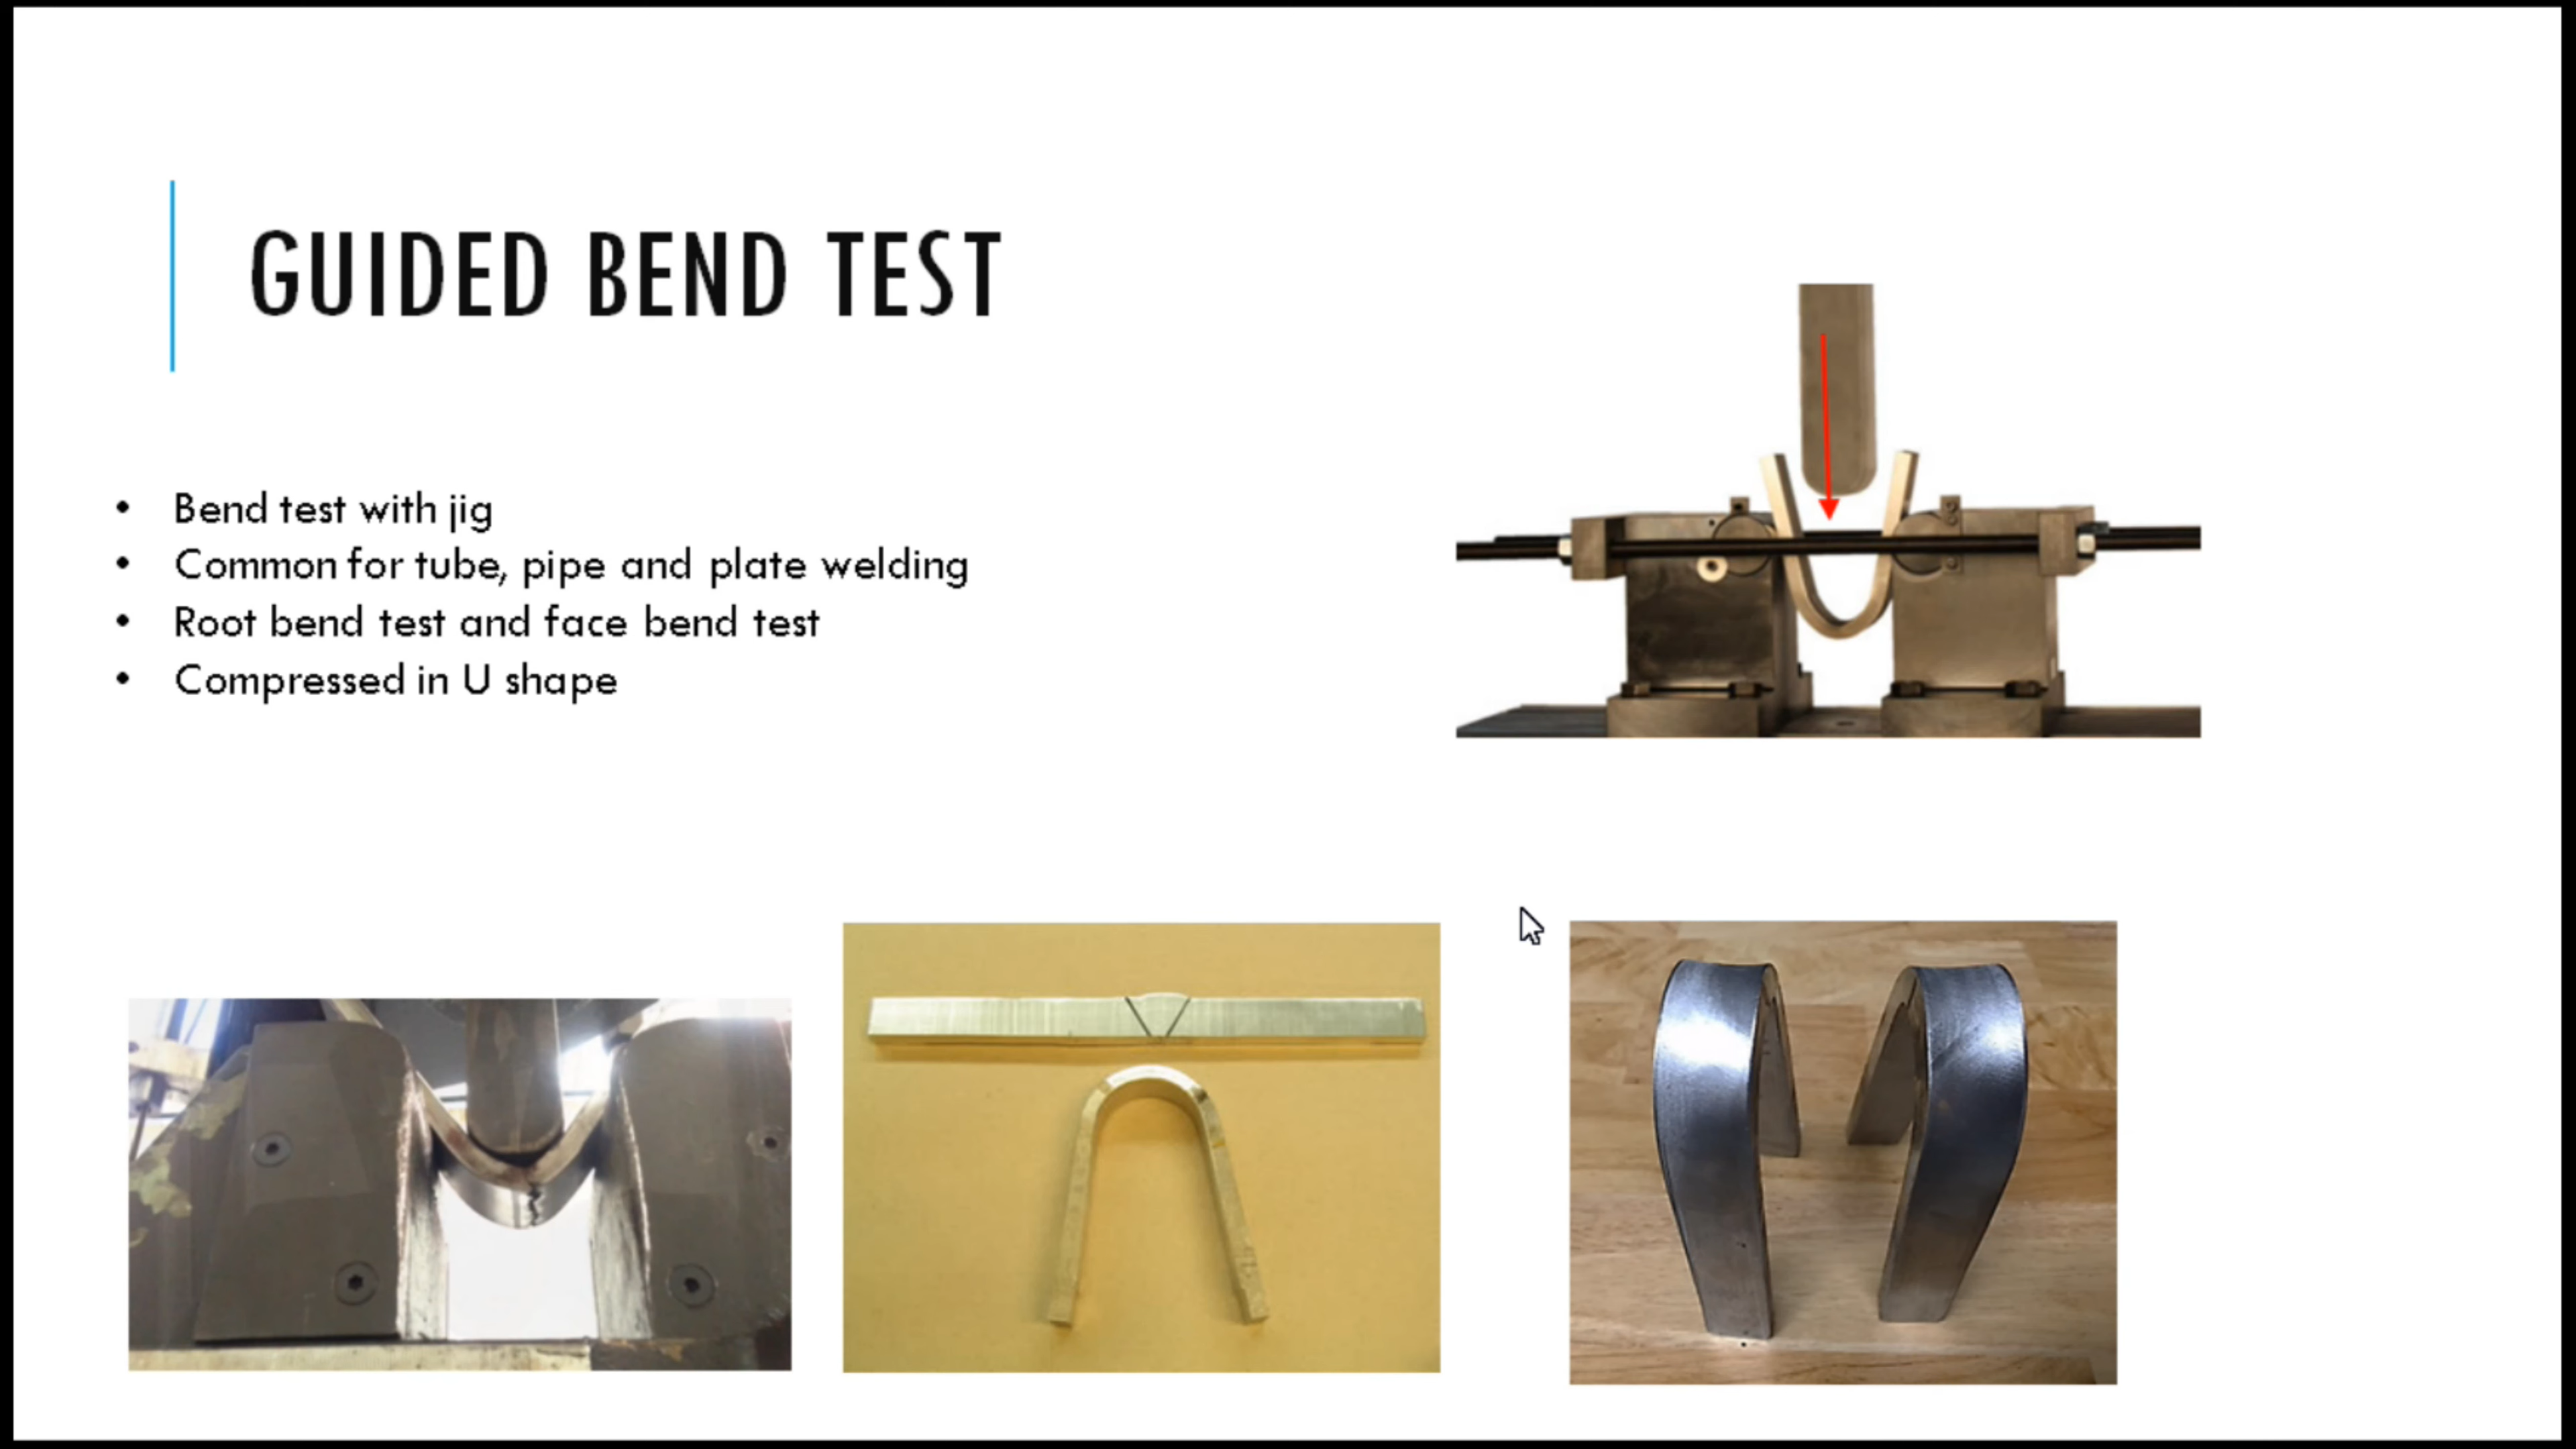 GUIDED BEND TEST
• Bend test with jig
• Common for tube, pipe and plate welding
• Root bend test and face bend test
• Compressed in U shape